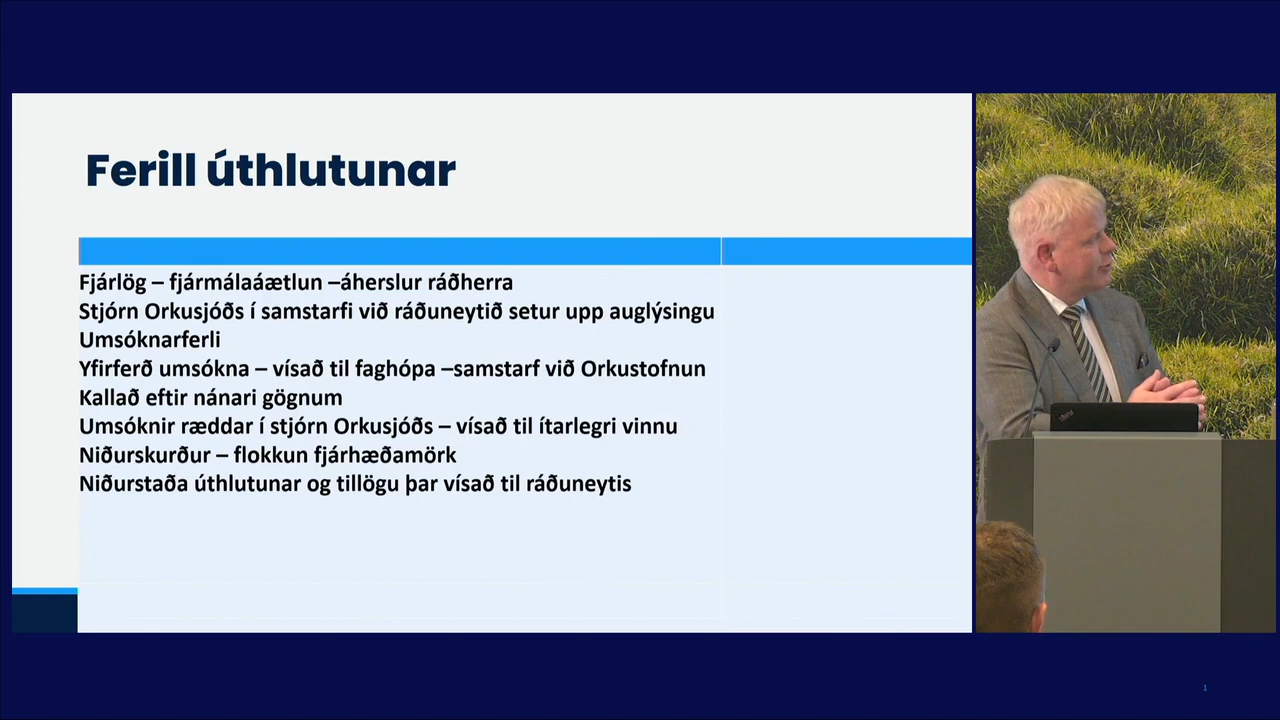 Ferill úthlutunar
Fjárlög – fjármálaáætlun –áherslur ráðherra
Stjórn Orkusjóðs í samstarfi við ráðuneytið setur upp auglýsingu
Umsóknarferli
Yfirferð umsókna – vísað til faghópa –samstarf við Orkustofnun
Kallað eftir nánari gögnum
Umsóknir ræddar í stjórn Orkusjóðs – vísað til ítarlegri vinnu
Niðurskurður – flokkun fjárhæðamörk
Niðurstaða úthlutunar og tillögu þar vísað til ráðuneytis
1